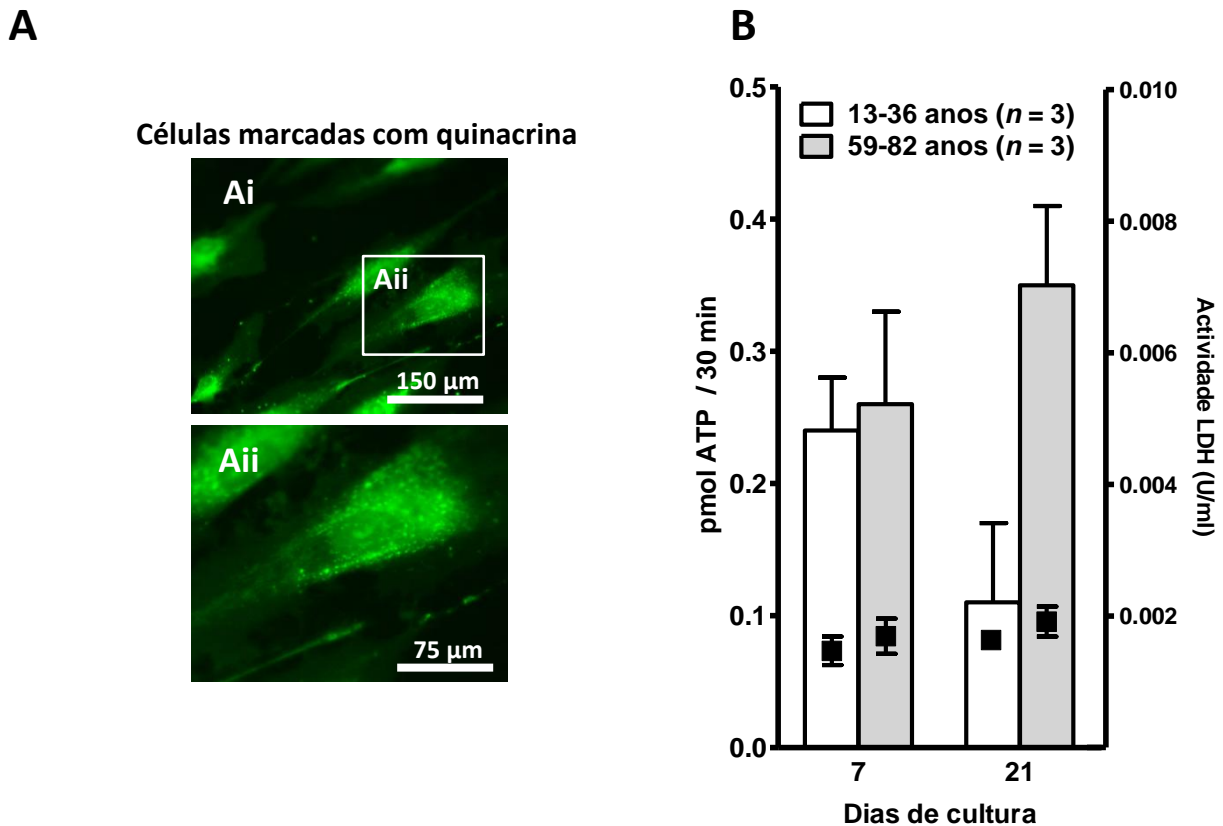 A
Células marcadas com quinacrina
Ai
Aii
150 µm
Aii
75 µm
B
13-36 anos (n = 3)
59-82 anos (n = 3)
0.5
0.4
0.3
0.2
0.1
0.0
pmol ATP / 30 min
0.010
0.008
0.006
0.004
0.002
Actividade LDH (U/ml)
7
21
Dias de cultura